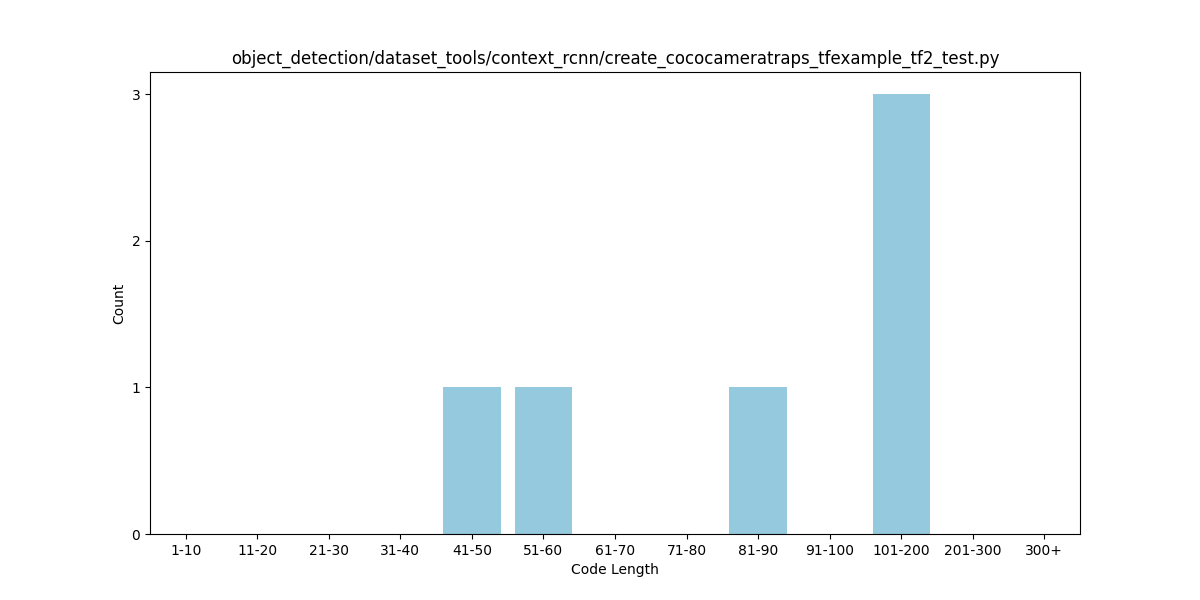 object_detection/dataset_tools/context_rcnn/create_cococameratraps_tfexample_tf2_test.py
3
2
1
0
Count
1-10 11-20 21-30 31-40 41-50 51-60 61-70 71-80 81-90 91-100 101-200 201-300 300+
Code Length